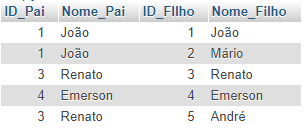 ID_Pai Nome_Pai ID_FIlho Nome_Filho
1 João 1 João
1 João 2 Mário
3 Renato 3 Renato
4 Emerson 4 Emerson
3 Renato 5 André